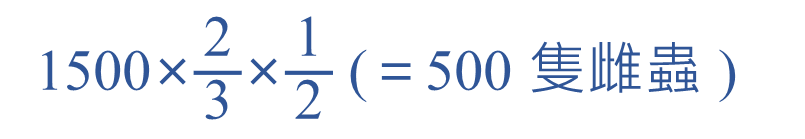 1500 × 2/3 × 1/2 ( = 500 隻雌蟲 )